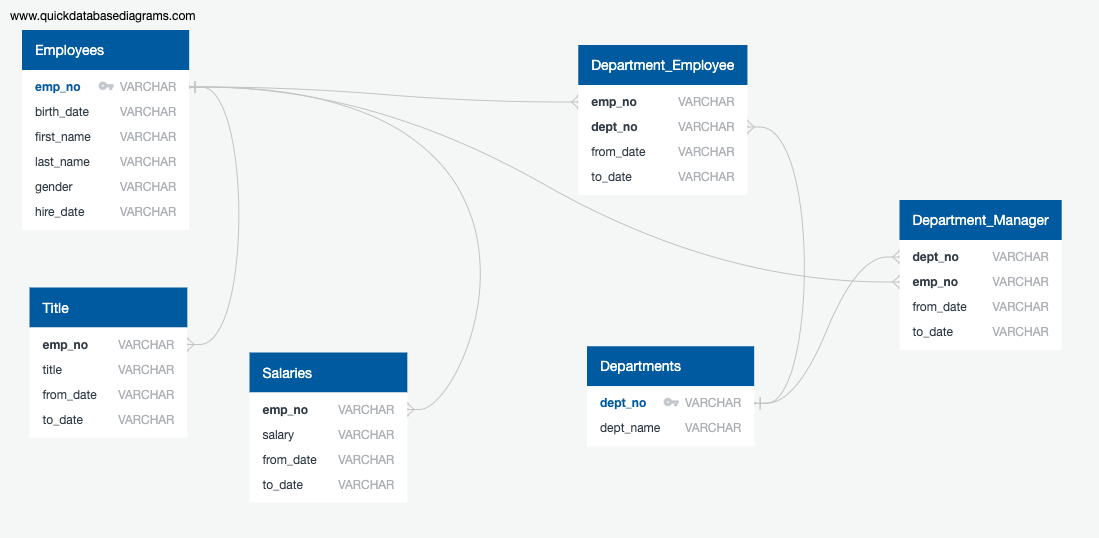 www.quickdatabasediagrams.com
Employees
emp_no VARCHAR
birth_date VARCHAR
first_name VARCHAR
last_name VARCHAR
gender VARCHAR
hire_date VARCHAR
Department_Employee
emp_no VARCHAR
dept_no VARCHAR
from_date VARCHAR
to_date VARCHAR
Department_Manager
dept_no VARCHAR
emp_no VARCHAR
from_date VARCHAR
to_date VARCHAR
Title
emp_no VARCHAR
title VARCHAR
from_date VARCHAR
to_date VARCHAR
Salaries
emp_no VARCHAR
salary VARCHAR
from_date VARCHAR
to_date VARCHAR
Departments
dept_no VARCHAR
dept_name VARCHAR